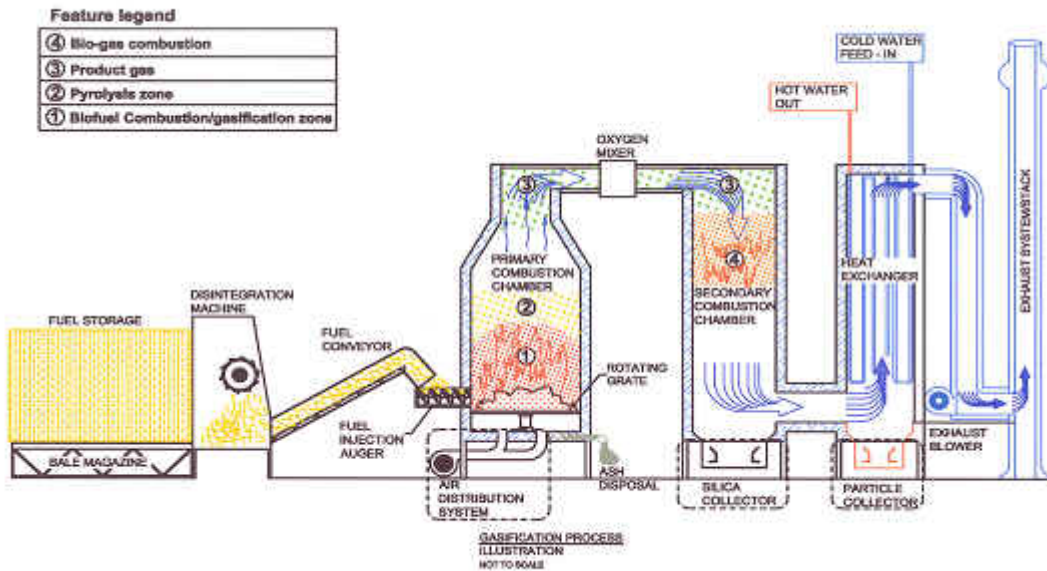 Feature legend
④ Bio-gas combustion
③ Product gas
② Pyrolysis zone
① Biofuel Combustion/gasification zone
COLD WATER
FEED - IN
HOT WATER
OUT
OXYGEN
MIXER
③
③
④
PRIMARY
COMBUSTION
CHAMBER
HEAT
EXCHANGER
SECONDARY
COMBUSTION
CHAMBER
EXHAUST SYSTEM/STACK
DISINTEGRATION
MACHINE
FUEL STORAGE
②
FUEL
CONVEYOR
①
ROTATING
GRATE
FUEL
INJECTION
AUGER
BALE MAGAZINE
EXHAUST
BLOWER
ASH
DISPOSAL
AIR
DISTRIBUTION
SYSTEM
SILICA
COLLECTOR
PARTICLE
COLLECTOR
GASIFICATION PROCESS
ILLUSTRATION
NOT TO SCALE